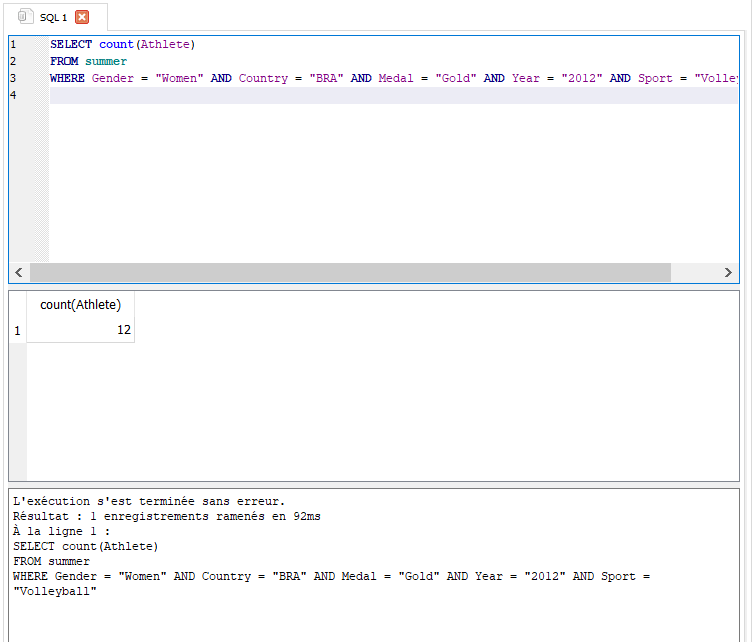 SQL 1
1 SELECT count(Athlete)
2 FROM summer
3 WHERE Gender = "Women" AND Country = "BRA" AND Medal = "Gold" AND Year = "2012" AND Sport = "Volley
4
count(Athlete)
1 12
L'exécution s'est terminée sans erreur.
Résultat : 1 enregistrements ramenés en 92ms
À la ligne 1 :
SELECT count(Athlete)
FROM summer
WHERE Gender = "Women" AND Country = "BRA" AND Medal = "Gold" AND Year = "2012" AND Sport =
"Volleyball"